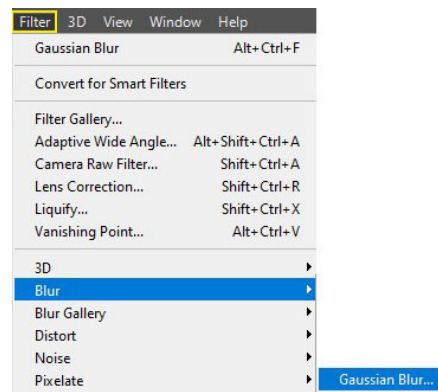 Filter 3D View Window Help
Gaussian Blur Alt+Ctrl+F
Convert for Smart Filters
Filter Gallery...
Adaptive Wide Angle... Alt+Shift+Ctrl+A
Camera Raw Filter... Shift+Ctrl+A
Lens Correction... Shift+Ctrl+R
Liquify... Shift+Ctrl+X
Vanishing Point... Alt+Ctrl+V
3D
Blur
Blur Gallery
Distort
Noise
Pixelate
Gaussian Blur...